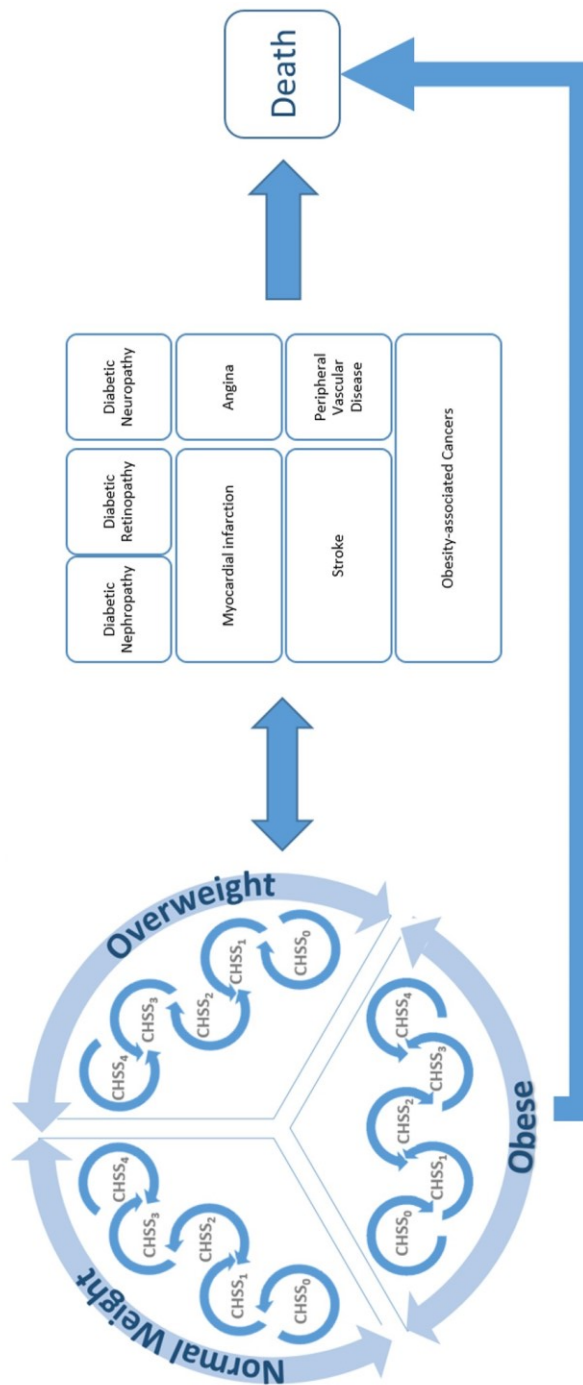 Normal Weight
CHSS0
CHSS1
CHSS2
CHSS3
CHSS4
Overweight
CHSS4
CHSS3
CHSS2
CHSS1
CHSS0
Obese
CHSS0
CHSS1
CHSS2
CHSS3
CHSS4
Diabetic
Nephropathy
Diabetic
Retinopathy
Diabetic
Neuropathy
Myocardial infarction
Angina
Stroke
Peripheral
Vascular
Disease
Obesity-associated Cancers
Death